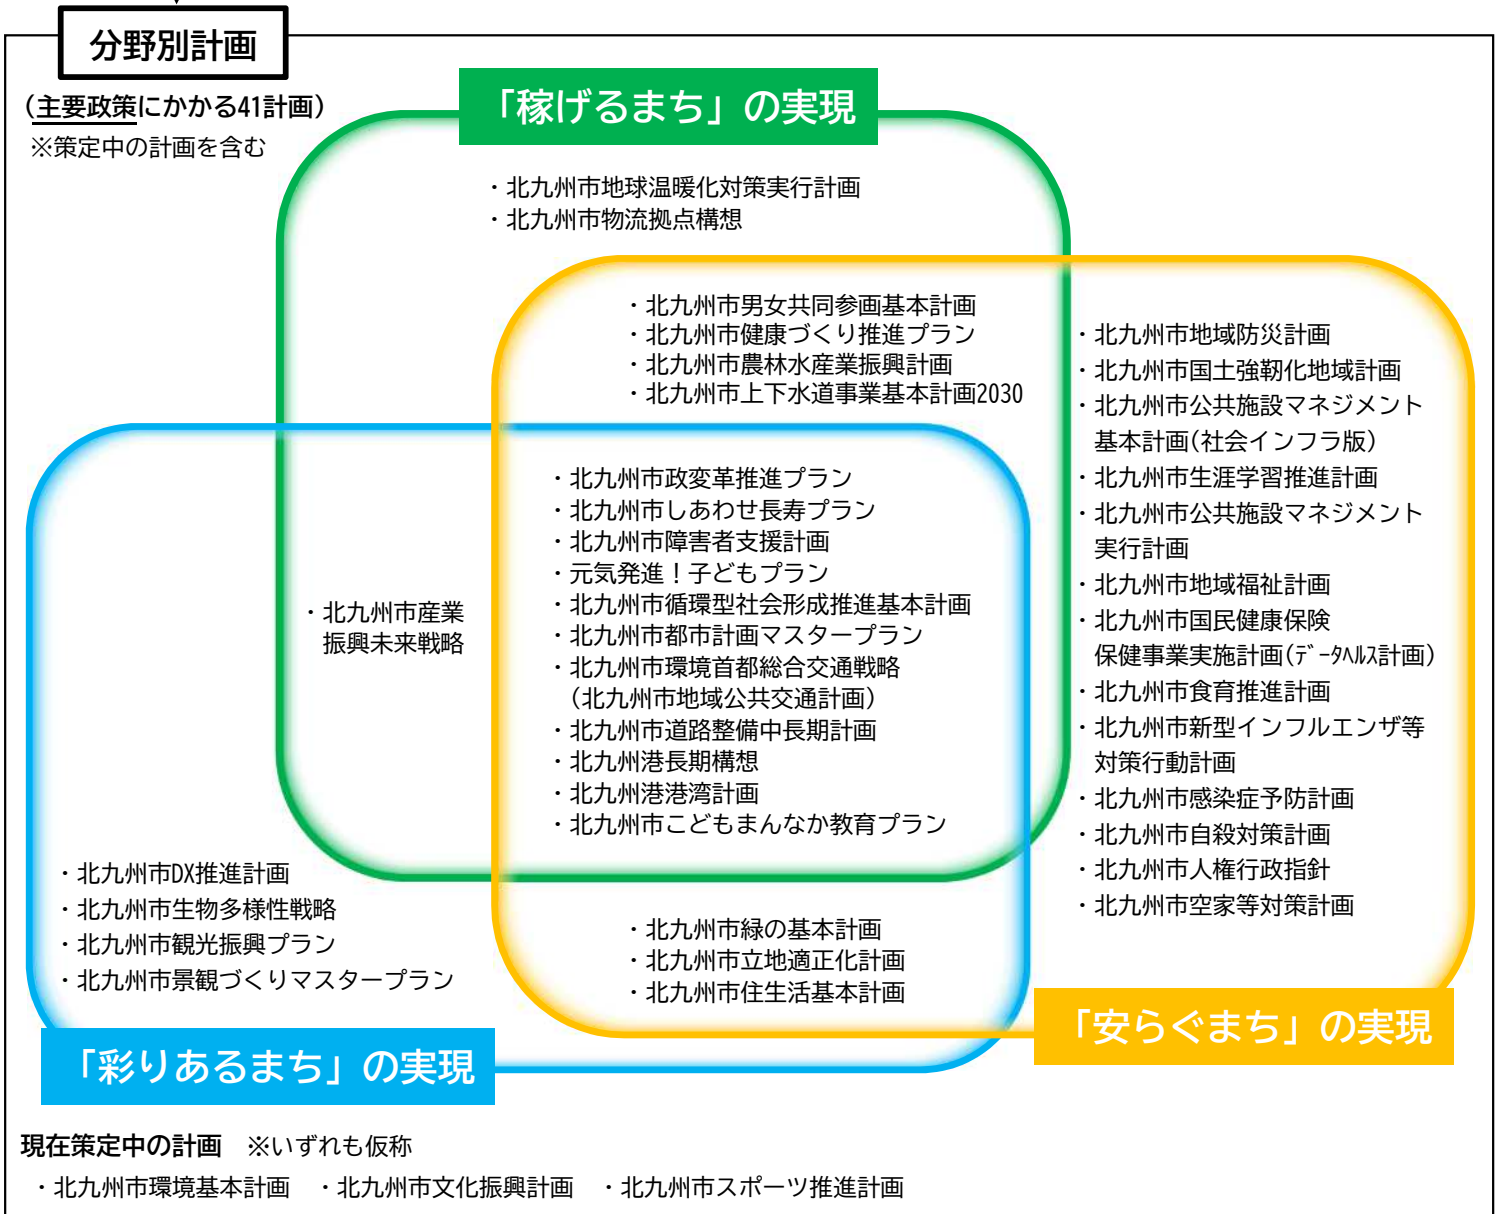 分野別計画
(主要政策にかかる41計画)
※策定中の計画を含む
「稼げるまち」の実現
・北九州市地球温暖化対策実行計画
・北九州市物流拠点構想
・北九州市男女共同参画基本計画
・北九州市健康づくり推進プラン
・北九州市農林水産業振興計画
・北九州市上下水道事業基本計画2030
・北九州市地域防災計画
・北九州市国土強靭化地域計画
・北九州市公共施設マネジメント
基本計画(社会インフラ版)
・北九州市生涯学習推進計画
・北九州市公共施設マネジメント
実行計画
・北九州市地域福祉計画
・北九州市国民健康保険
保健事業実施計画(ﾃﾞｰﾀﾍﾙｽ計画)
・北九州市食育推進計画
・北九州市新型インフルエンザ等
対策行動計画
・北九州市感染症予防計画
・北九州市自殺対策計画
・北九州市人権行政指針
・北九州市空家等対策計画
・北九州市政変革推進プラン
・北九州市しあわせ長寿プラン
・北九州市障害者支援計画
・元気発進！子どもプラン
・北九州市循環型社会形成推進基本計画
・北九州市都市計画マスタープラン
・北九州市環境首都総合交通戦略
(北九州市地域公共交通計画)
・北九州市道路整備中長期計画
・北九州港長期構想
・北九州港港湾計画
・北九州市こどもまんなか教育プラン
・北九州市産業
振興未来戦略
・北九州市DX推進計画
・北九州市生物多様性戦略
・北九州市観光振興プラン
・北九州市景観づくりマスタープラン
・北九州市緑の基本計画
・北九州市立地適正化計画
・北九州市住生活基本計画
「安らぐまち」の実現
「彩りあるまち」の実現
現在策定中の計画 ※いずれも仮称
・北九州市環境基本計画 ・北九州市文化振興計画 ・北九州市スポーツ推進計画